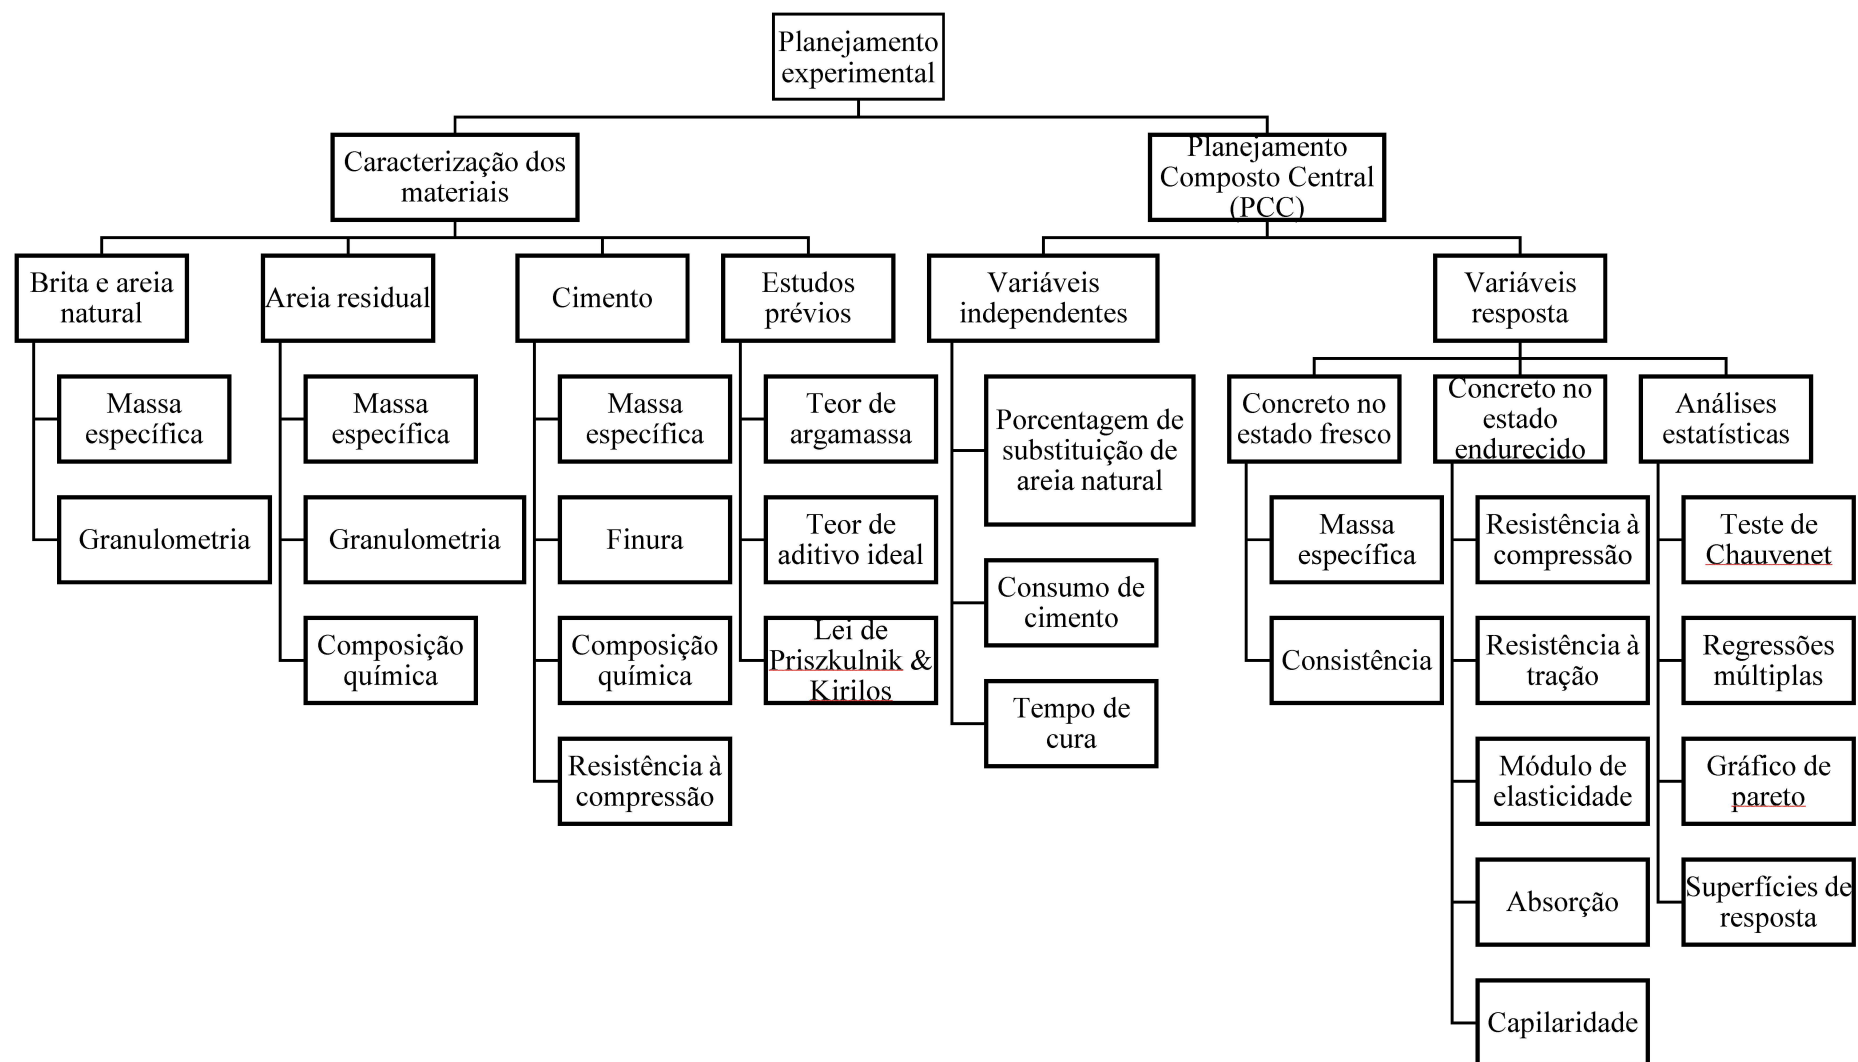 Planejamento
experimental
Caracterização dos
materiais
Planejamento
Composto Central
(PCC)
Brita e areia
natural
Areia residual
Cimento
Estudos
prévios
Variáveis
independentes
Variáveis
resposta
Massa
específica
Granulometria
Massa
específica
Granulometria
Composição
química
Massa
específica
Finura
Composição
química
Resistência à
compressão
Teor de
argamassa
Teor de
aditivo ideal
Lei de
Priszkulnik &
Kirilos
Porcentagem de
substituição de
areia natural
Consumo de
cimento
Tempo de
cura
Concreto no
estado fresco
Concreto no
estado
endurecido
Análises
estatísticas
Massa
específica
Consistência
Resistência à
compressão
Resistência à
tração
Módulo de
elasticidade
Absorção
Capilaridade
Teste de
Chauvenet
Regressões
múltiplas
Gráfico de
pareto
Superfícies de
resposta